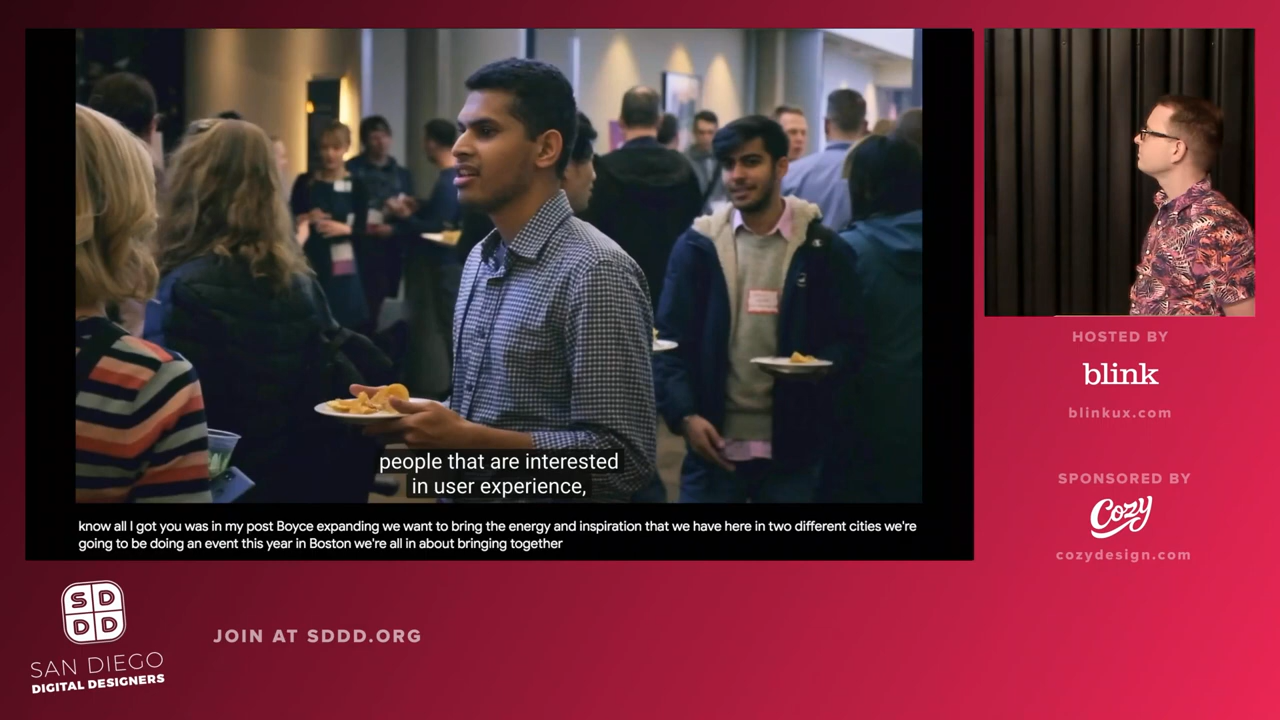 people that are interested
in user experience,
know all I got you was in my post Boyce expanding we want to bring the energy and inspiration that we have here in two different cities we're
going to be doing an event this year in Boston we're all in about bringing together
HOSTED BY
blink
blinkux.com
SPONSORED BY
Cozy
cozydesign.com
SD
DD
SAN DIEGO
DIGITAL DESIGNERS
JOIN AT SDDD.ORG